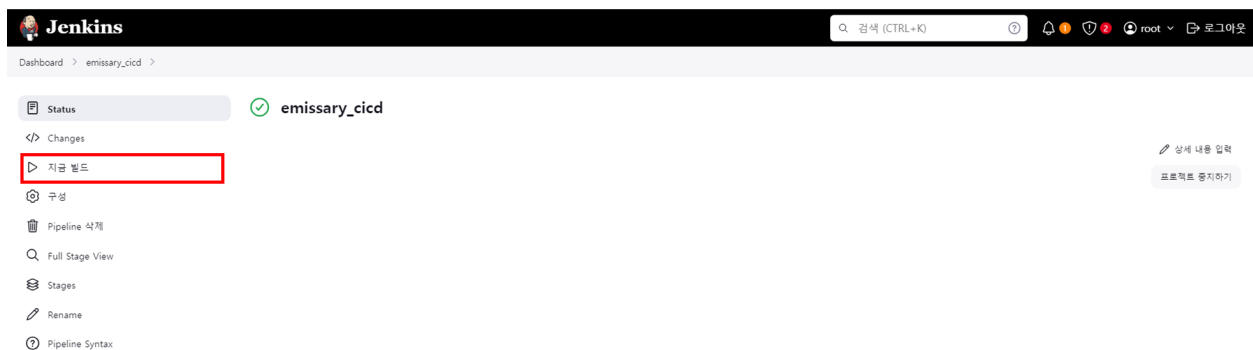 Jenkins
검색 (CTRL+K)
1
2
root
로그아웃
Dashboard > emissary_cicd >
Status
emissary_cicd
</> Changes
상세 내용 입력
지금 빌드
프로젝트 중지하기
구성
Pipeline 삭제
Full Stage View
Stages
Rename
Pipeline Syntax